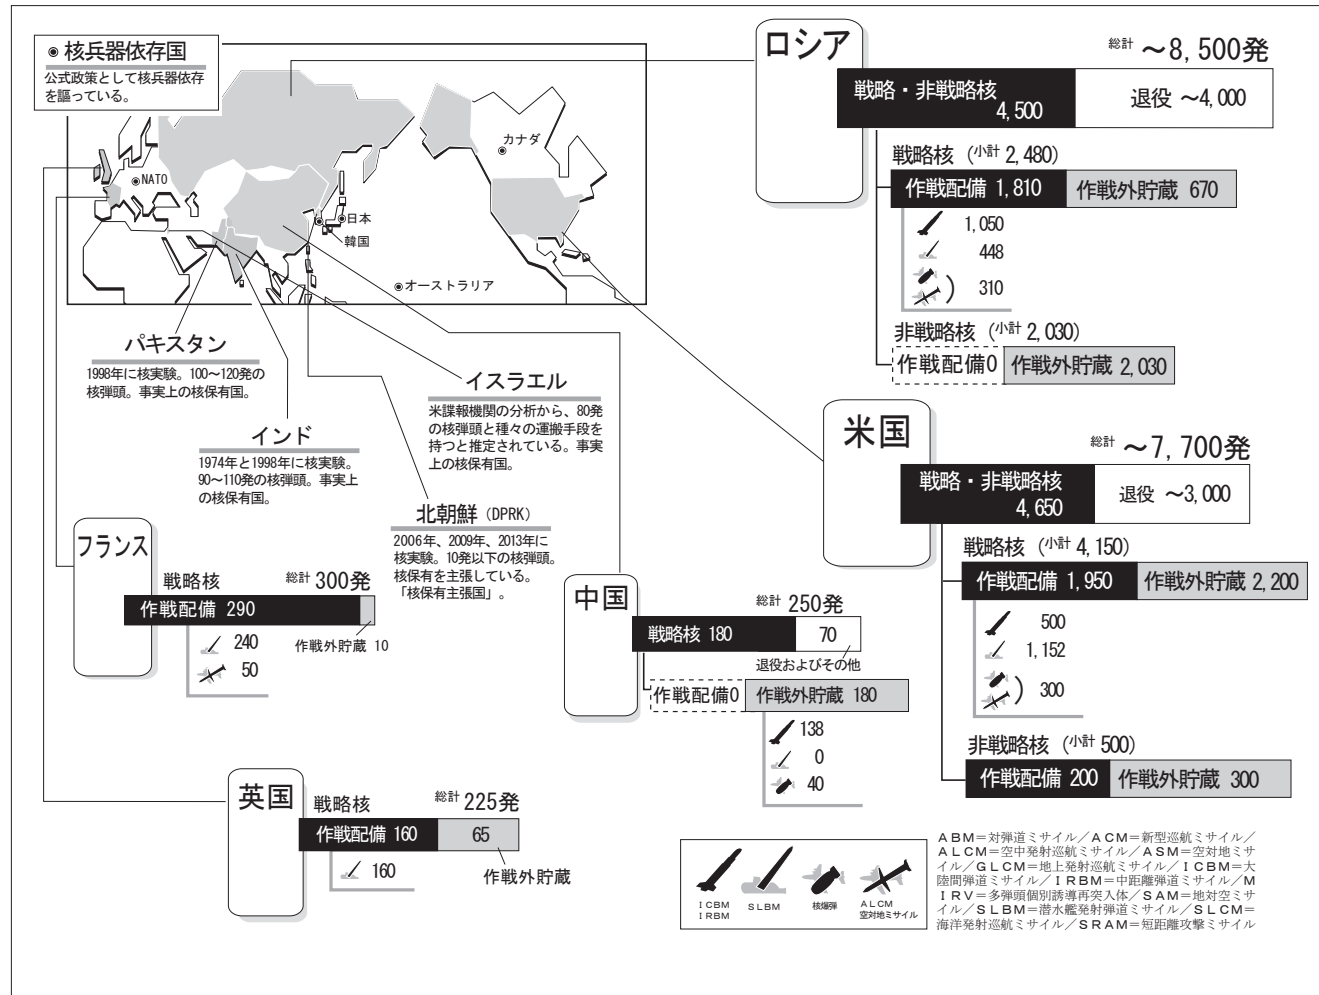 ◉ 核兵器依存国
公式政策として核兵器依存
を謳っている。
カナダ
◉NATO
◉日本
韓国
◉オーストラリア
ロシア
総計 ～8,500発
戦略・非戦略核
4,500
退役 ～4,000
戦略核 (小計 2,480)
作戦配備 1,810 作戦外貯蔵 670
1,050
448
310
非戦略核 (小計 2,030)
作戦配備0 作戦外貯蔵 2,030
パキスタン
1998年に核実験。100～120発の
核弾頭。事実上の核保有国。
インド
1974年と1998年に核実験。
90～110発の核弾頭。事実上
の核保有国。
イスラエル
米諜報機関の分析から、80発
の核弾頭と種々の運搬手段を
持つと推定されている。事実
上の核保有国。
北朝鮮 (DPRK)
2006年、2009年、2013年に
核実験。10発以下の核弾頭。
核保有を主張している。
「核保有主張国」。
米国
総計 ～7,700発
戦略・非戦略核
4,650
退役 ～3,000
戦略核 (小計 4,150)
作戦配備 1,950 作戦外貯蔵 2,200
500
1,152
300
非戦略核 (小計 500)
作戦配備 200 作戦外貯蔵 300
フランス
戦略核 総計 300発
作戦配備 290
作戦外貯蔵 10
240
50
中国
総計 250発
戦略核 180 70
退役およびその他
作戦配備0 作戦外貯蔵 180
138
0
40
英国
戦略核 総計 225発
作戦配備 160 65
160
作戦外貯蔵
ICBM
IRBM
SLBM
核爆弾
ALCM
空対地ミサイル
ABM＝対弾道ミサイル／ACM＝新型巡航ミサイル／
ALCM＝空中発射巡航ミサイル／ASM＝空対地ミサ
イル／GLCM＝地上発射巡航ミサイル／ICBM＝大
陸間弾道ミサイル／IRBM＝中距離弾道ミサイル／M
IRV＝多弾頭個別誘導再突入体／SAM＝地対空ミサ
イル／SLBM＝潜水艦発射弾道ミサイル／SLCM＝
海洋発射巡航ミサイル／SRAM＝短距離攻撃ミサイル